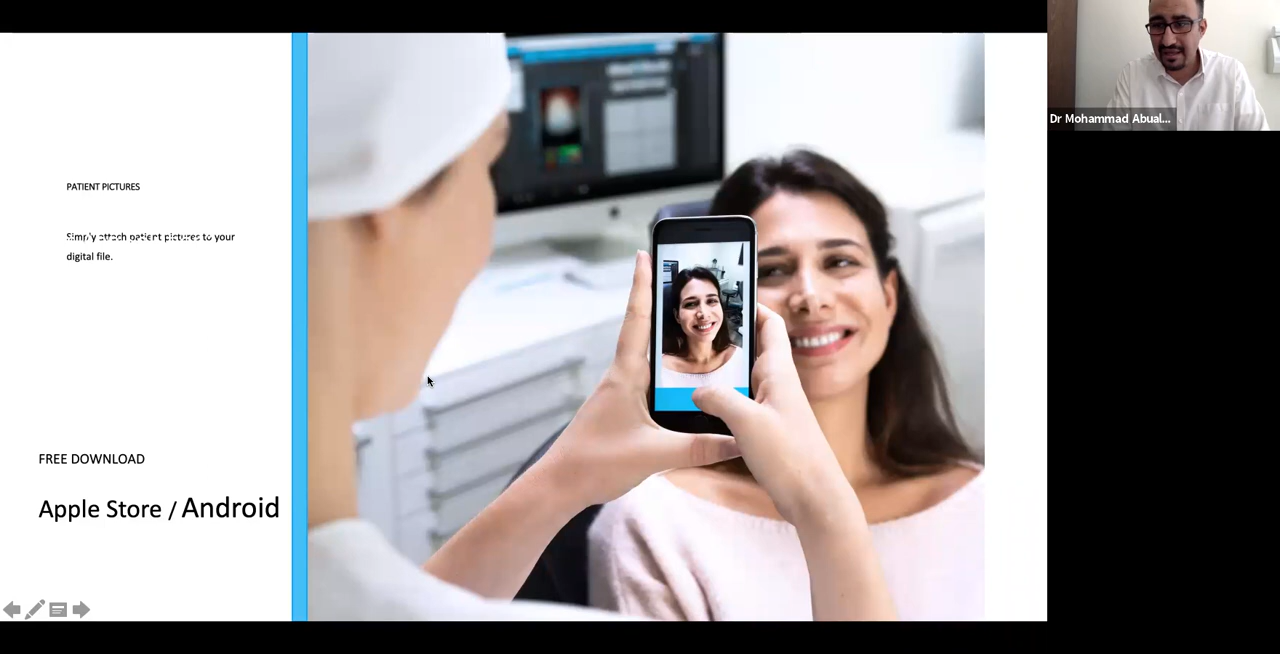 PATIENT PICTURES
Simply attach patient pictures to your
digital file.
FREE DOWNLOAD
Apple Store / Android
Dr Mohammad Abual...